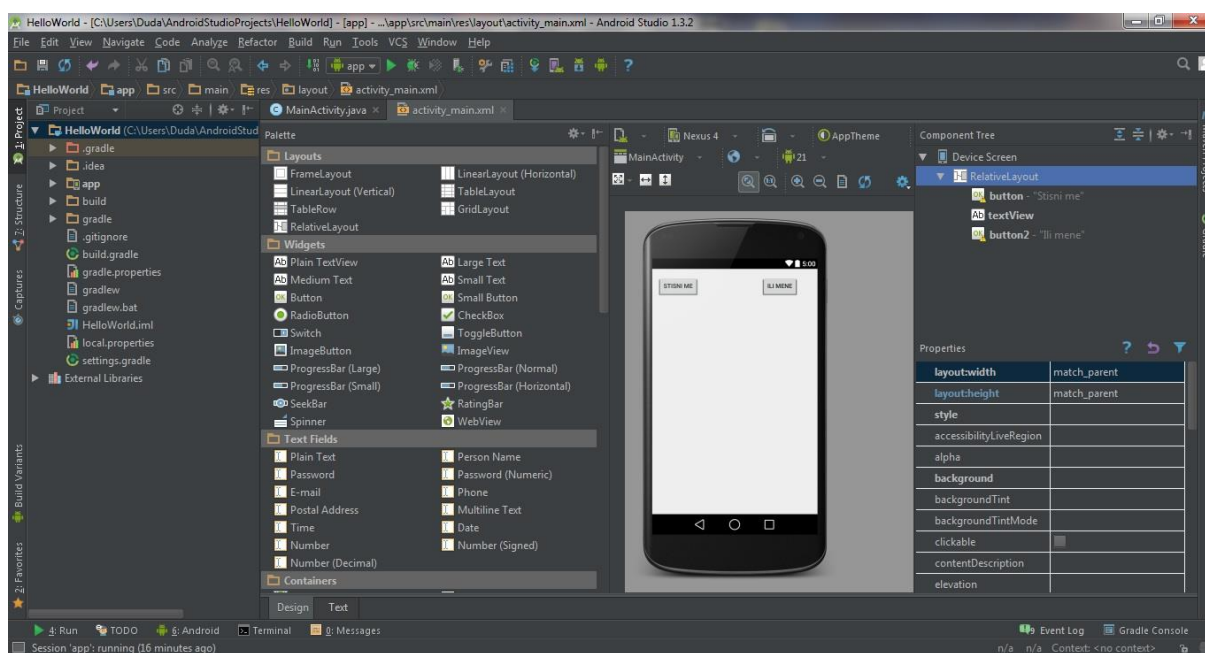 HelloWorld - [C:\Users\Duda\AndroidStudioProjects\HelloWorld] - [app] - ...\app\src\main\res\layout\activity_main.xml - Android Studio 1.3.2
File Edit View Navigate Code Analyze Refactor Build Run Tools VCS Window Help
app
HelloWorld app src main res layout activity_main.xml
1: Project
7: Structure
Captures
Build Variants
2: Favorites
Project
HelloWorld (C:\Users\Duda\AndroidStud
.gradle
.idea
app
build
gradle
.gitignore
build.gradle
gradle.properties
gradlew
gradlew.bat
HelloWorld.iml
local.properties
settings.gradle
External Libraries
MainActivity.java activity_main.xml
Palette
Layouts
FrameLayout LinearLayout (Horizontal)
LinearLayout (Vertical) TableLayout
TableRow GridLayout
RelativeLayout
Widgets
Plain TextView Large Text
Medium Text Small Text
Button Small Button
RadioButton CheckBox
Switch ToggleButton
ImageButton ImageView
ProgressBar (Large) ProgressBar (Normal)
ProgressBar (Small) ProgressBar (Horizontal)
SeekBar RatingBar
Spinner WebView
Text Fields
Plain Text Person Name
Password Password (Numeric)
E-mail Phone
Postal Address Multiline Text
Time Date
Number Number (Signed)
Number (Decimal)
Containers
Design Text
Nexus 4 AppTheme
MainActivity 21
5:00
STISNI ME ILI MENE
Component Tree
Device Screen
RelativeLayout
button - "Stisni me"
textView
button2 - "Ili mene"
Properties
layout:width match_parent
layout:height match_parent
style
accessibilityLiveRegion
alpha
background
backgroundTint
backgroundTintMode
clickable
contentDescription
elevation
4: Run TODO 6: Android Terminal 0: Messages
9 Event Log Gradle Console
Session 'app': running (16 minutes ago)
n/a n/a Context: <no context>